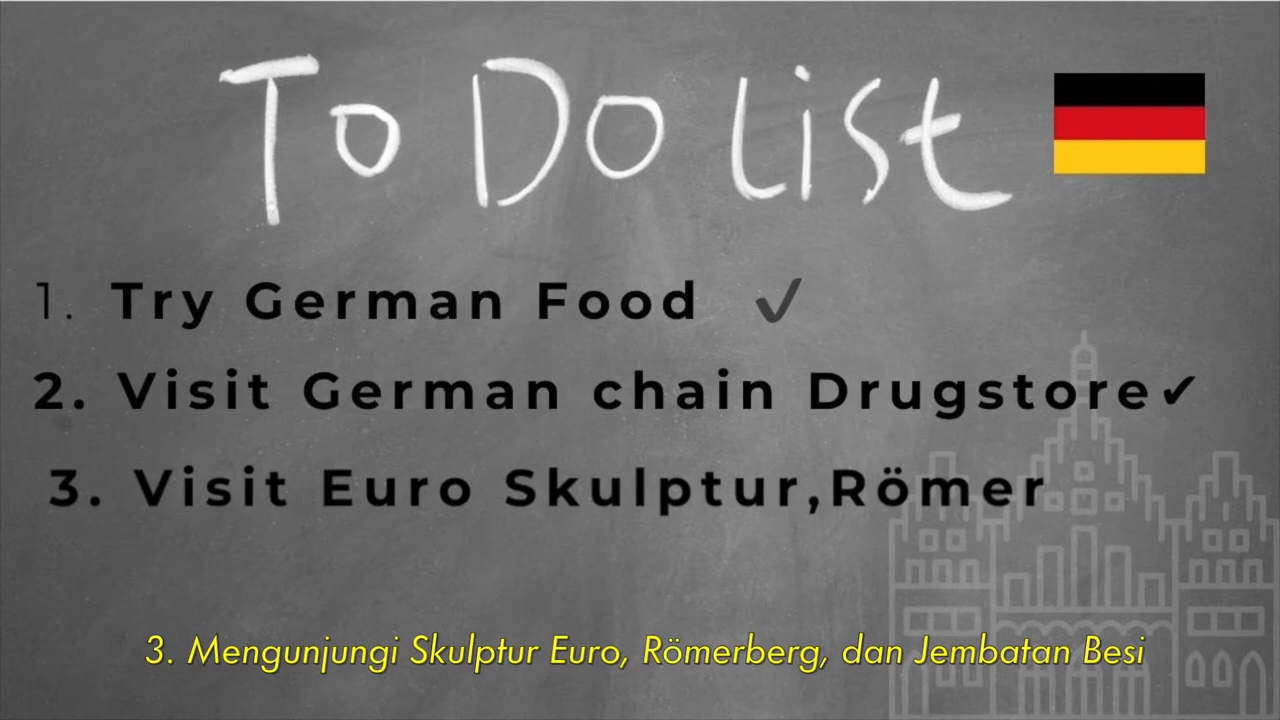 To Do List
1. Try German Food ✓
2. Visit German chain Drugstore✓
3. Visit Euro Skulptur,Römer
3. Mengunjungi Skulptur Euro, Römerberg, dan Jembatan Besi